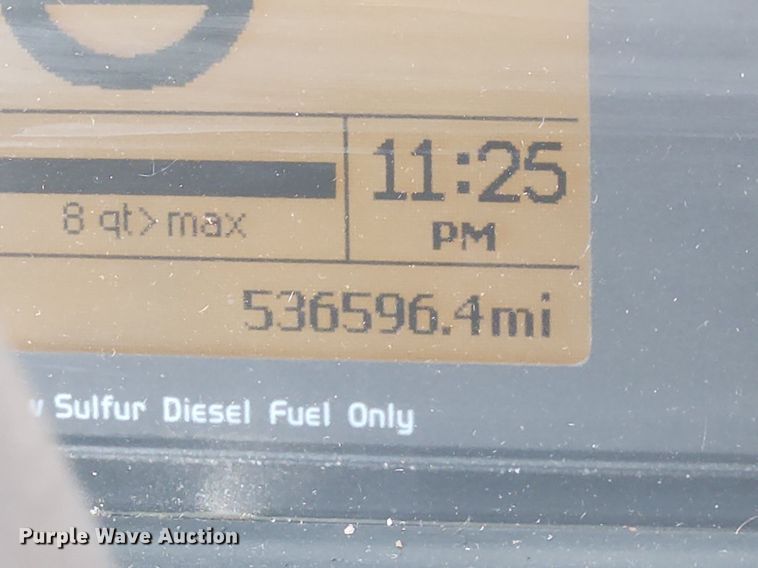 11:25
8 qt> max
PM
536596.4mi
Sulfur Diesel Fuel Only
Purple Wave Auction